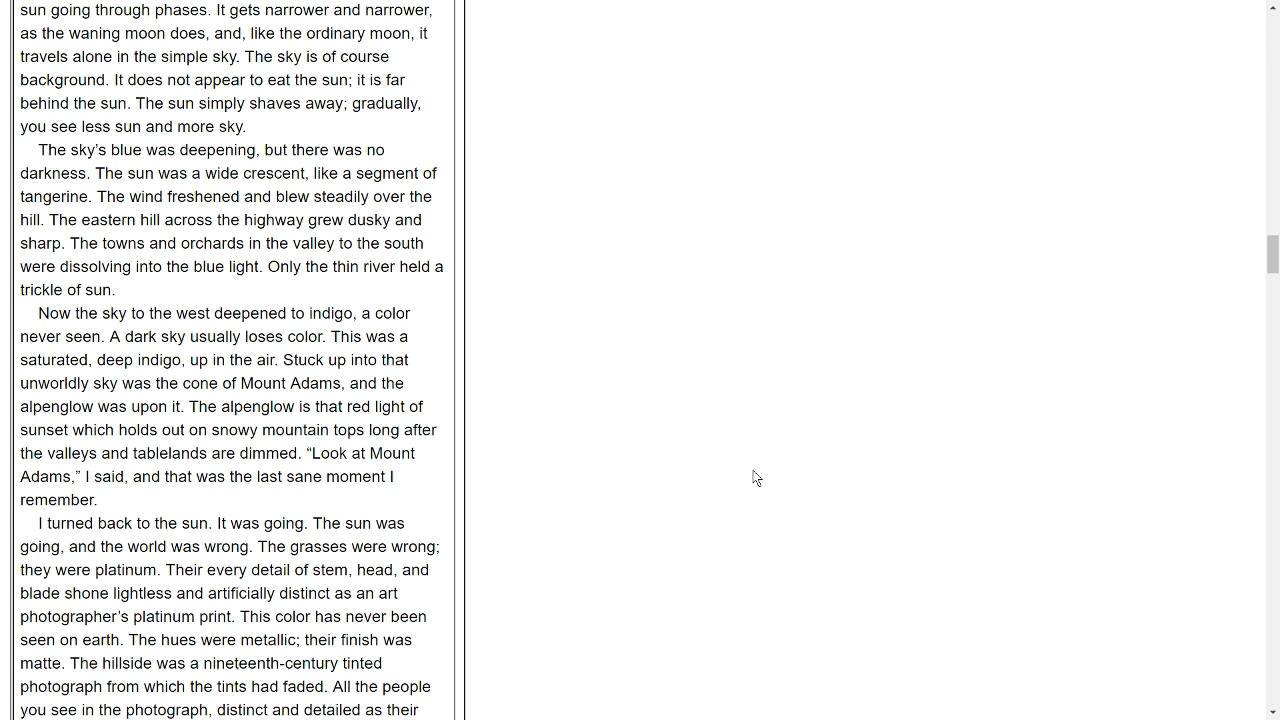 sun going through phases. It gets narrower and narrower,
as the waning moon does, and, like the ordinary moon, it
travels alone in the simple sky. The sky is of course
background. It does not appear to eat the sun; it is far
behind the sun. The sun simply shaves away; gradually,
you see less sun and more sky.
The sky’s blue was deepening, but there was no
darkness. The sun was a wide crescent, like a segment of
tangerine. The wind freshened and blew steadily over the
hill. The eastern hill across the highway grew dusky and
sharp. The towns and orchards in the valley to the south
were dissolving into the blue light. Only the thin river held a
trickle of sun.
Now the sky to the west deepened to indigo, a color
never seen. A dark sky usually loses color. This was a
saturated, deep indigo, up in the air. Stuck up into that
unworldly sky was the cone of Mount Adams, and the
alpenglow was upon it. The alpenglow is that red light of
sunset which holds out on snowy mountain tops long after
the valleys and tablelands are dimmed. “Look at Mount
Adams,” I said, and that was the last sane moment I
remember.
I turned back to the sun. It was going. The sun was
going, and the world was wrong. The grasses were wrong;
they were platinum. Their every detail of stem, head, and
blade shone lightless and artificially distinct as an art
photographer’s platinum print. This color has never been
seen on earth. The hues were metallic; their finish was
matte. The hillside was a nineteenth-century tinted
photograph from which the tints had faded. All the people
you see in the photograph, distinct and detailed as their